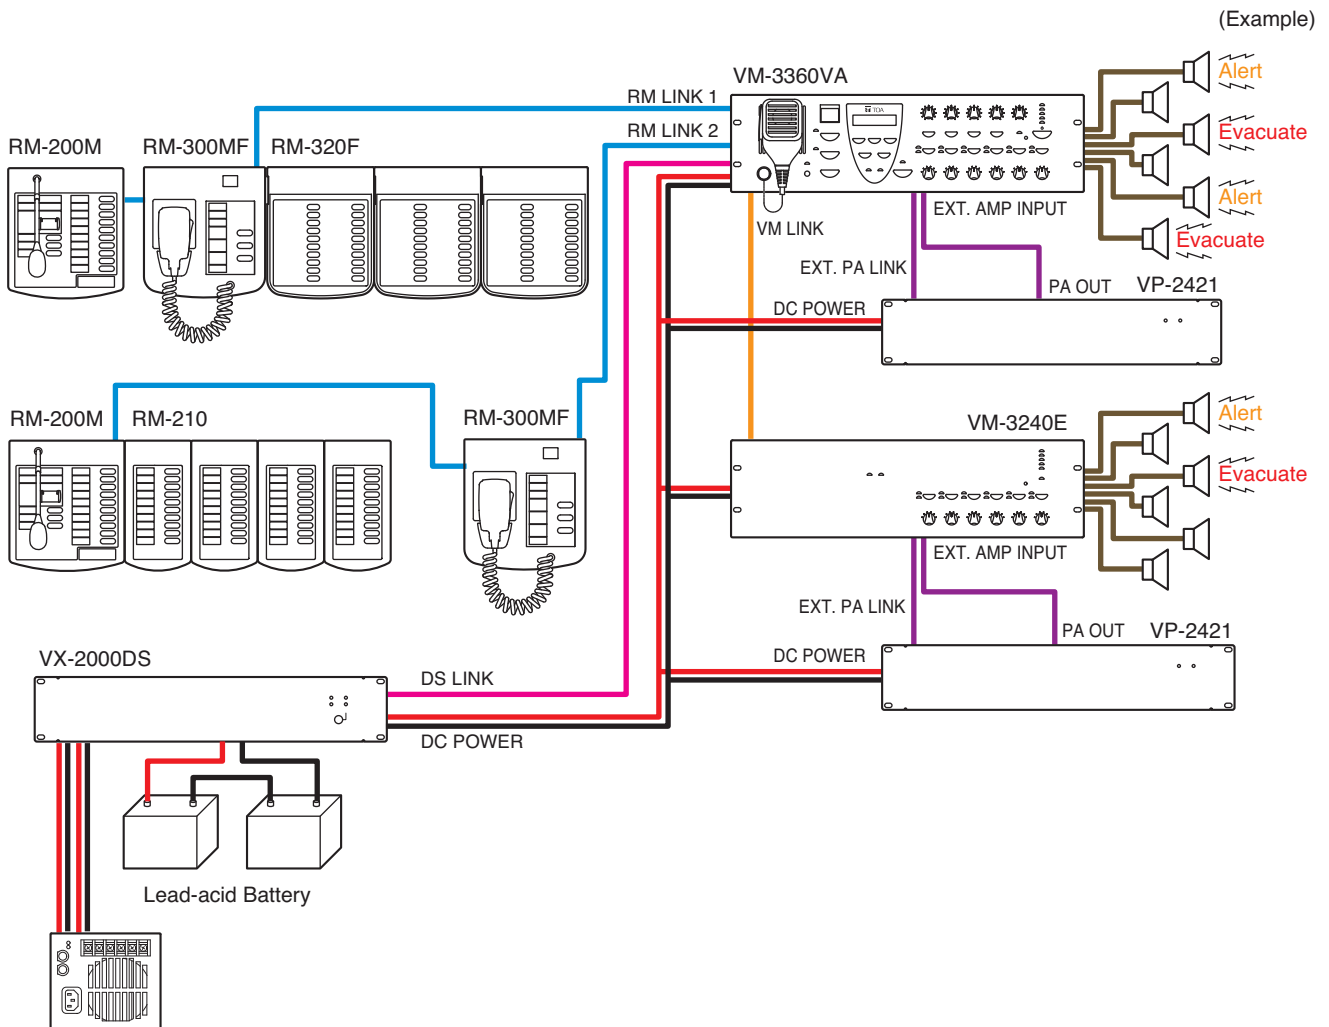 (Example)
VM-3360VA
RM LINK 1
RM LINK 2
Alert
Evacuate
Alert
Evacuate
TOA
RM-200M
RM-300MF
RM-320F
VM LINK
EXT. AMP INPUT
EXT. PA LINK
PA OUT
VP-2421
DC POWER
RM-200M
RM-210
RM-300MF
VM-3240E
Alert
Evacuate
EXT. AMP INPUT
EXT. PA LINK
PA OUT
VP-2421
DC POWER
VX-2000DS
DS LINK
DC POWER
Lead-acid Battery